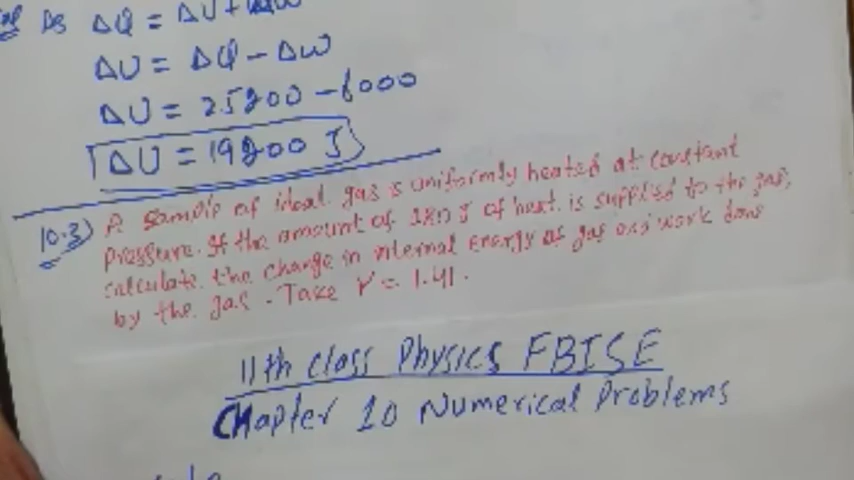 As ΔQ = ΔU + ΔW
ΔU = ΔQ - ΔW
ΔU = 25200 - 6000
ΔU = 19200 J
10.3) A sample of ideal gas is uniformly heated at constant
pressure. If the amount of 180 J of heat is supplied to the gas,
calculate the change in internal energy of gas and work done
by the gas. Take γ = 1.41.
11th class Physics FBISE
Chapter 10 Numerical Problems